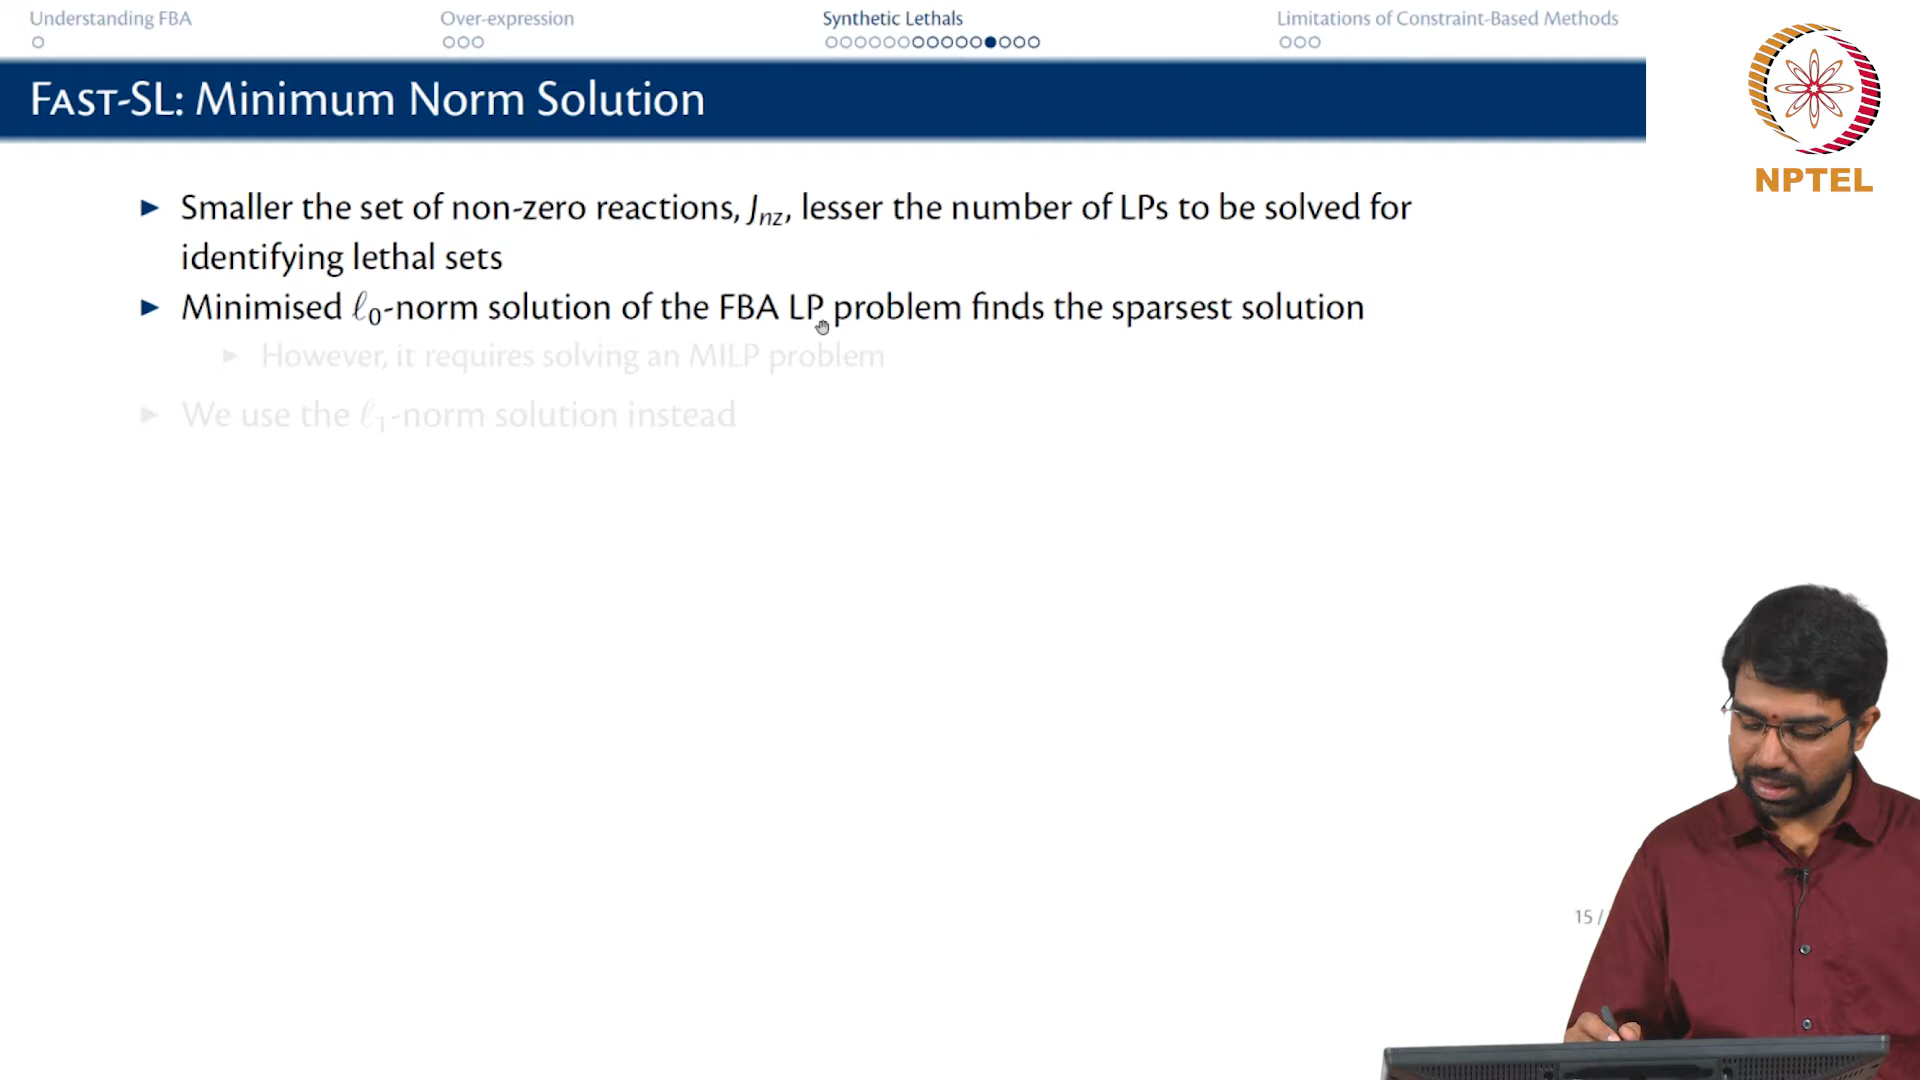 Understanding FBA
Over-expression
Synthetic Lethals
Limitations of Constraint-Based Methods
FAST-SL: Minimum Norm Solution
NPTEL
▶ Smaller the set of non-zero reactions, Jnz, lesser the number of LPs to be solved for
identifying lethal sets
▶ Minimised ℓ0-norm solution of the FBA LP problem finds the sparsest solution
▶ However, it requires solving an MILP problem
▶ We use the ℓ1-norm solution instead
15 /